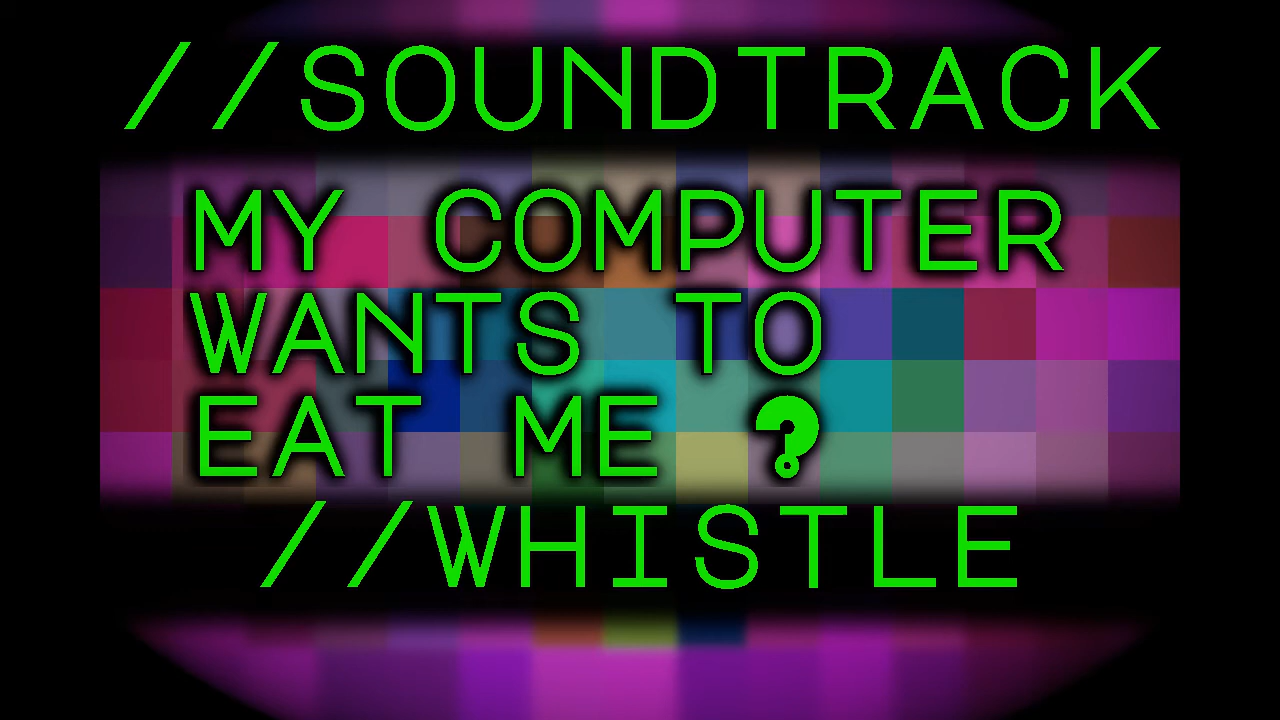 //SOUNDTRACK
MY COMPUTER
WANTS TO
EAT ME ?
//WHISTLE